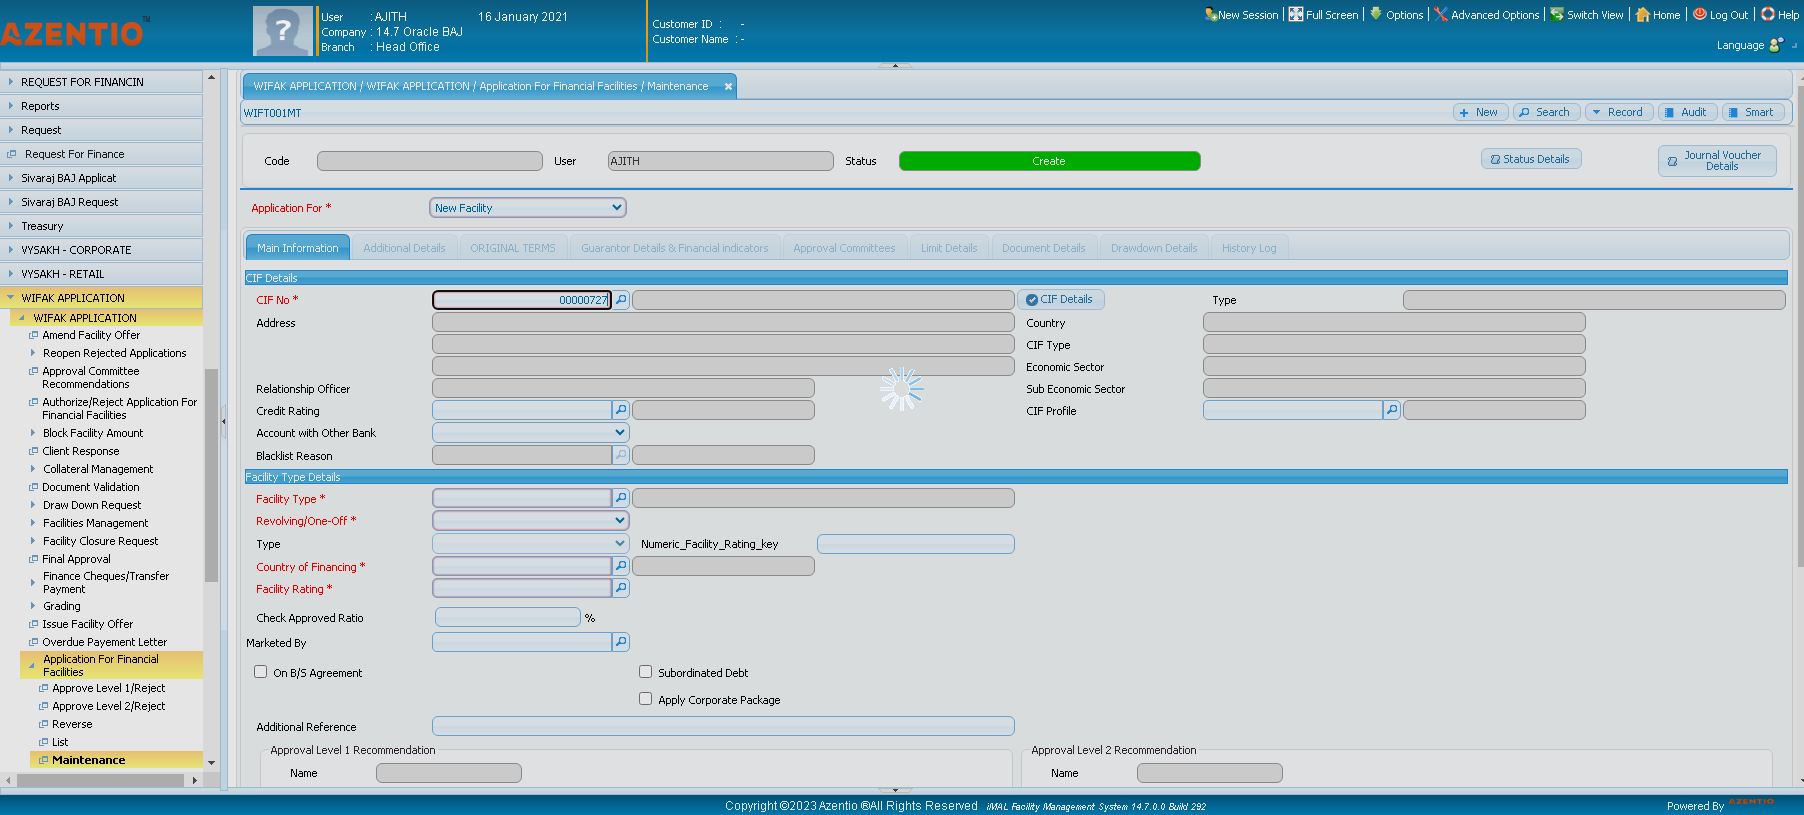 AZENTIO™
User : AJITH 16 January 2021
Company : 14.7 Oracle BAJ
Branch : Head Office
Customer ID : -
Customer Name : -
New Session | Full Screen | Options | Advanced Options | Switch View | Home | Log Out | Help
Language
REQUEST FOR FINANCIN
Reports
Request
Request For Finance
Sivaraj BAJ Applicat
Sivaraj BAJ Request
Treasury
VYSAKH - CORPORATE
VYSAKH - RETAIL
WIFAK APPLICATION
WIFAK APPLICATION
Amend Facility Offer
Reopen Rejected Applications
Approval Committee
Recommendations
Authorize/Reject Application For
Financial Facilities
Block Facility Amount
Client Response
Collateral Management
Document Validation
Draw Down Request
Facilities Management
Facility Closure Request
Final Approval
Finance Cheques/Transfer
Payment
Grading
Issue Facility Offer
Overdue Payement Letter
Application For Financial
Facilities
Approve Level 1/Reject
Approve Level 2/Reject
Reverse
List
Maintenance
WIFAK APPLICATION / WIFAK APPLICATION / Application For Financial Facilities / Maintenance
WIFT001MT
New Search Record Audit Smart
Code User AJITH Status Create Status Details Journal Voucher
Details
Application For * New Facility
Main Information Additional Details ORIGINAL TERMS Guarantor Details & Financial indicators Approval Committees Limit Details Document Details Drawdown Details History Log
CIF Details
CIF No * 00000727 CIF Details Type
Address Country
CIF Type
Economic Sector
Relationship Officer Sub Economic Sector
Credit Rating CIF Profile
Account with Other Bank
Blacklist Reason
Facility Type Details
Facility Type *
Revolving/One-Off *
Type Numeric_Facility_Rating_key
Country of Financing *
Facility Rating *
Check Approved Ratio %
Marketed By
On B/S Agreement Subordinated Debt
Apply Corporate Package
Additional Reference
Approval Level 1 Recommendation Approval Level 2 Recommendation
Name Name
Copyright ©2023 Azentio ®All Rights Reserved iMAL Facility Management System 14.7.0.0 Build 292
Powered By AZENTIO